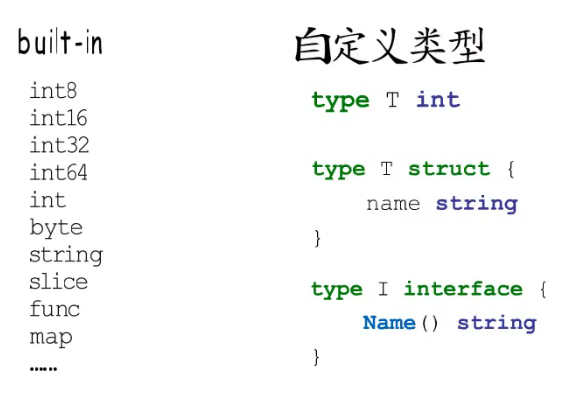 built-in
int8
int16
int32
int64
int
byte
string
slice
func
map
……
自定义类型
type T int
type T struct {
    name string
}
type I interface {
    Name() string
}